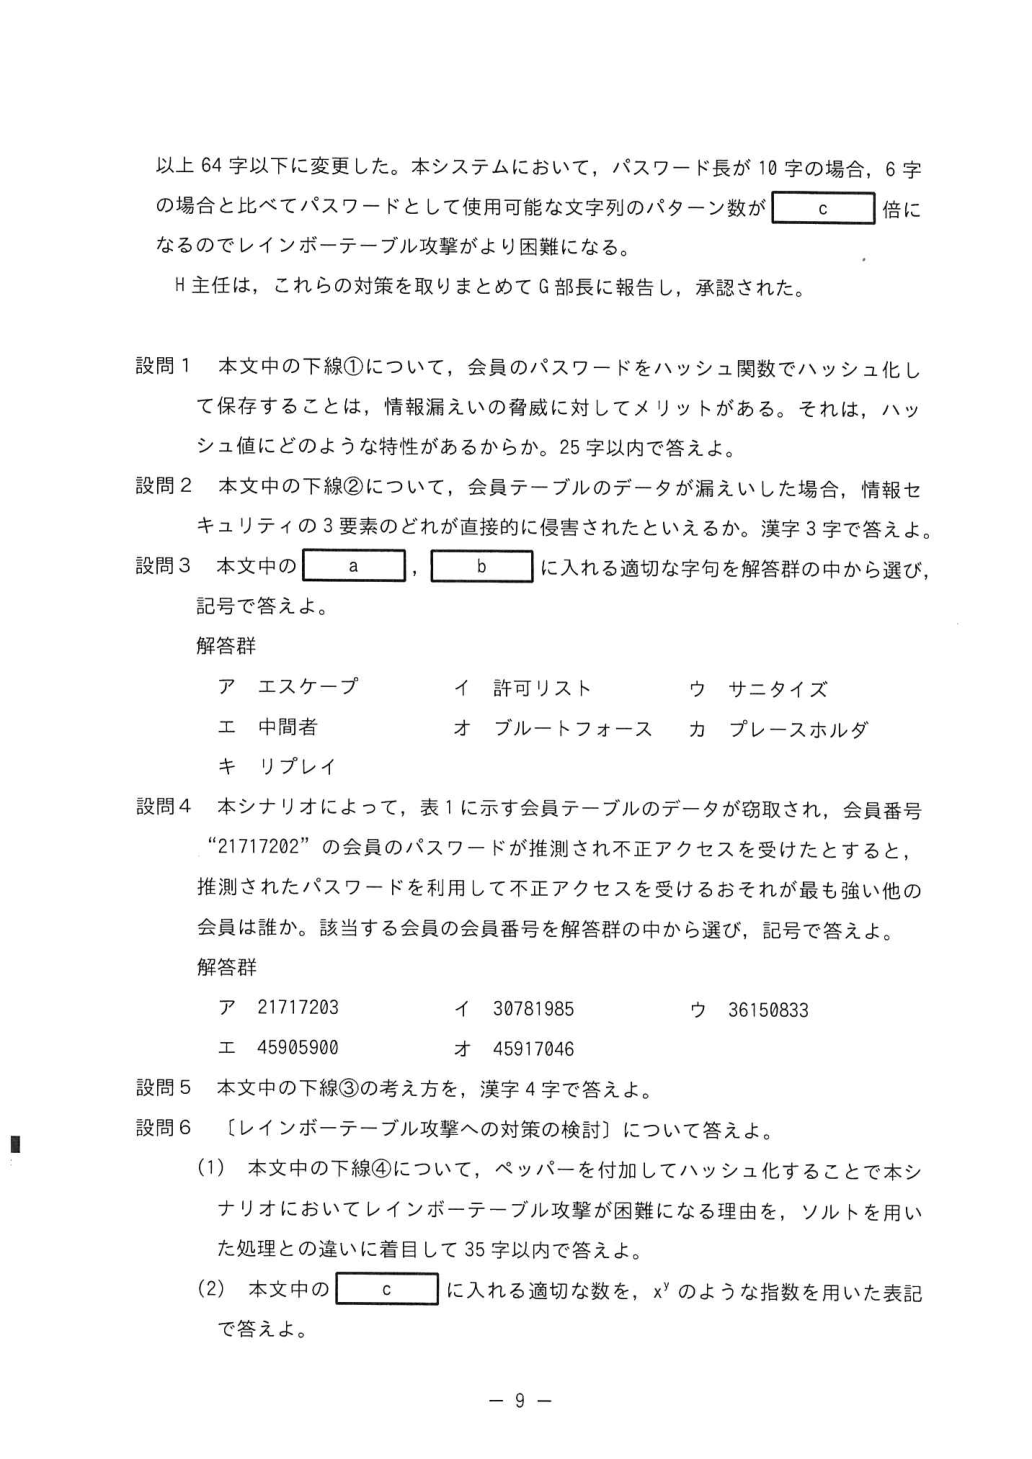 以上 64 字以下に変更した。本システムにおいて，パスワード長が 10 字の場合，6 字
の場合と比べてパスワードとして使用可能な文字列のパターン数が c 倍に
なるのでレインボーテーブル攻撃がより困難になる。
H 主任は，これらの対策を取りまとめて G 部長に報告し，承認された。
設問1 本文中の下線①について，会員のパスワードをハッシュ関数でハッシュ化し
て保存することは，情報漏えいの脅威に対してメリットがある。それは，ハッ
シュ値にどのような特性があるからか。25 字以内で答えよ。
設問2 本文中の下線②について，会員テーブルのデータが漏えいした場合，情報セ
キュリティの 3 要素のどれが直接的に侵害されたといえるか。漢字 3 字で答えよ。
設問3 本文中の a ， b に入れる適切な字句を解答群の中から選び，
記号で答えよ。
解答群
ア エスケープ イ 許可リスト ウ サニタイズ
エ 中間者 オ ブルートフォース カ プレースホルダ
キ リプレイ
設問4 本シナリオによって，表 1 に示す会員テーブルのデータが窃取され，会員番号
“21717202” の会員のパスワードが推測され不正アクセスを受けたとすると，
推測されたパスワードを利用して不正アクセスを受けるおそれが最も強い他の
会員は誰か。該当する会員の会員番号を解答群の中から選び，記号で答えよ。
解答群
ア 21717203 イ 30781985 ウ 36150833
エ 45905900 オ 45917046
設問5 本文中の下線③の考え方を，漢字 4 字で答えよ。
設問6 〔レインボーテーブル攻撃への対策の検討〕について答えよ。
(1) 本文中の下線④について，ペッパーを付加してハッシュ化することで本シ
ナリオにおいてレインボーテーブル攻撃が困難になる理由を，ソルトを用い
た処理との違いに着目して 35 字以内で答えよ。
(2) 本文中の c に入れる適切な数を，xʸ のような指数を用いた表記
で答えよ。
－ 9 －